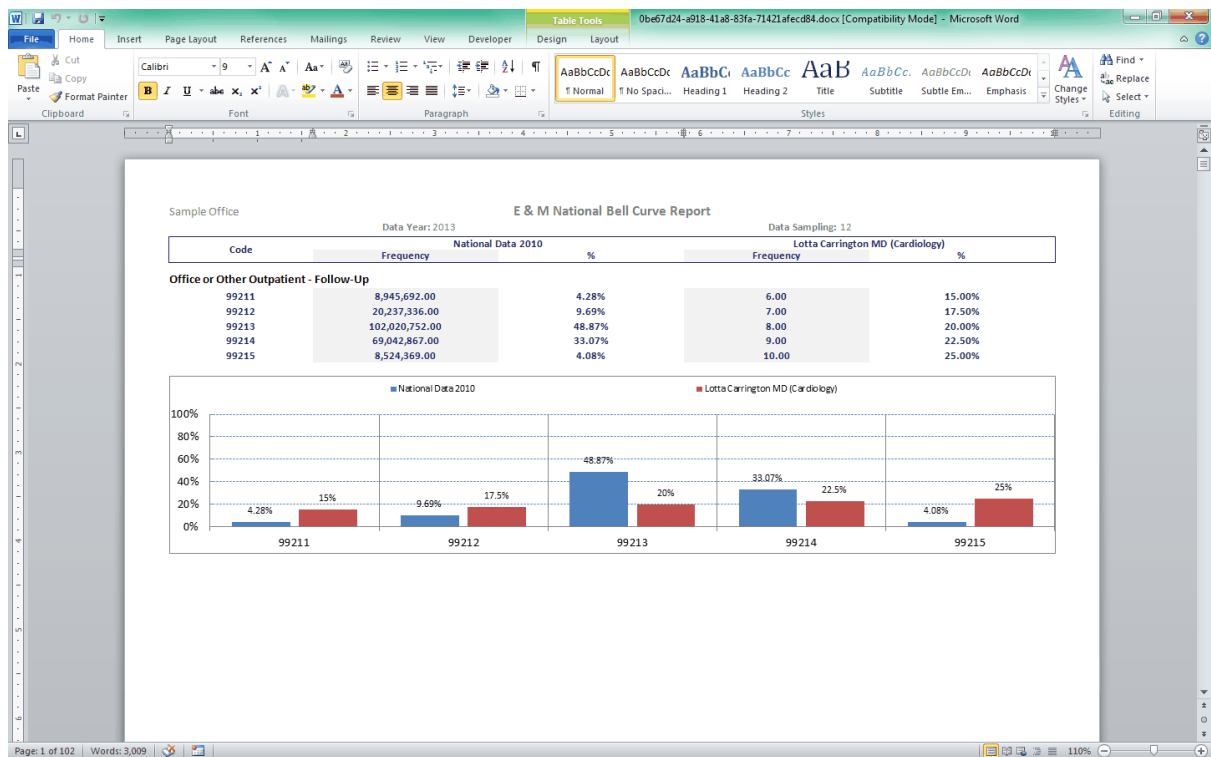 Table Tools
0be67d24-a918-41a8-83fa-71421afecd84.docx [Compatibility Mode] - Microsoft Word
File Home Insert Page Layout References Mailings Review View Developer Design Layout
Paste
Cut
Copy
Format Painter
Clipboard
Calibri 9
Font
Paragraph
AaBbCcDc AaBbCcDc AaBbC AaBbCc AaB AaBbCc. AaBbCcDc AaBbCcDc
¶ Normal ¶ No Spaci... Heading 1 Heading 2 Title Subtitle Subtle Em... Emphasis
Change Styles
Styles
Find
Replace
Select
Editing
1 2 3 4 5 6 7 8 9
Sample Office E & M National Bell Curve Report
Data Year: 2013 Data Sampling: 12
Code National Data 2010 Lotta Carrington MD (Cardiology)
Frequency % Frequency %
Office or Other Outpatient - Follow-Up
99211 8,945,692.00 4.28% 6.00 15.00%
99212 20,237,336.00 9.69% 7.00 17.50%
99213 102,020,752.00 48.87% 8.00 20.00%
99214 69,042,867.00 33.07% 9.00 22.50%
99215 8,524,369.00 4.08% 10.00 25.00%
National Data 2010 Lotta Carrington MD (Cardiology)
100%
80%
60%
40%
20%
0%
4.28% 15% 9.69% 17.5% 48.87% 20% 33.07% 22.5% 4.08% 25%
99211 99212 99213 99214 99215
Page: 1 of 102 Words: 3,009 110%